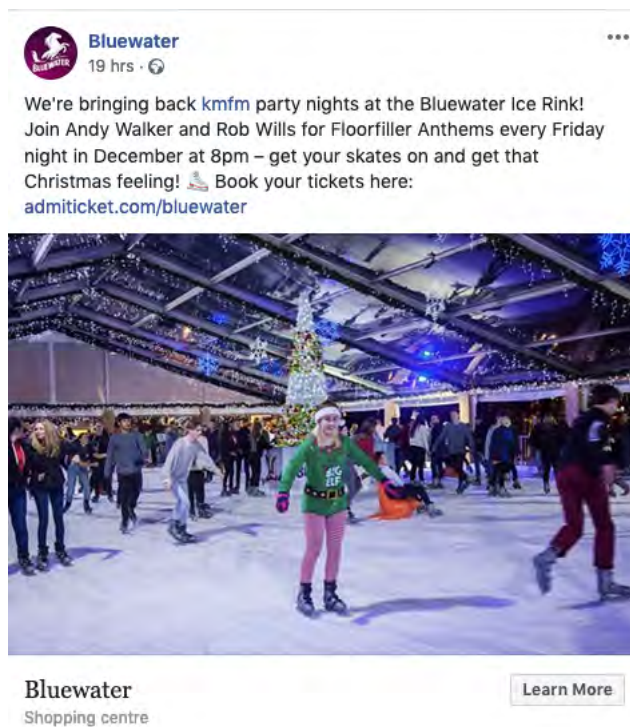 BLUEWATER
Bluewater
19 hrs ·
We're bringing back kmfm party nights at the Bluewater Ice Rink!
Join Andy Walker and Rob Wills for Floorfiller Anthems every Friday
night in December at 8pm – get your skates on and get that
Christmas feeling! ⛸️ Book your tickets here:
admiticket.com/bluewater
BIG
ELF
Bluewater
Learn More
Shopping centre